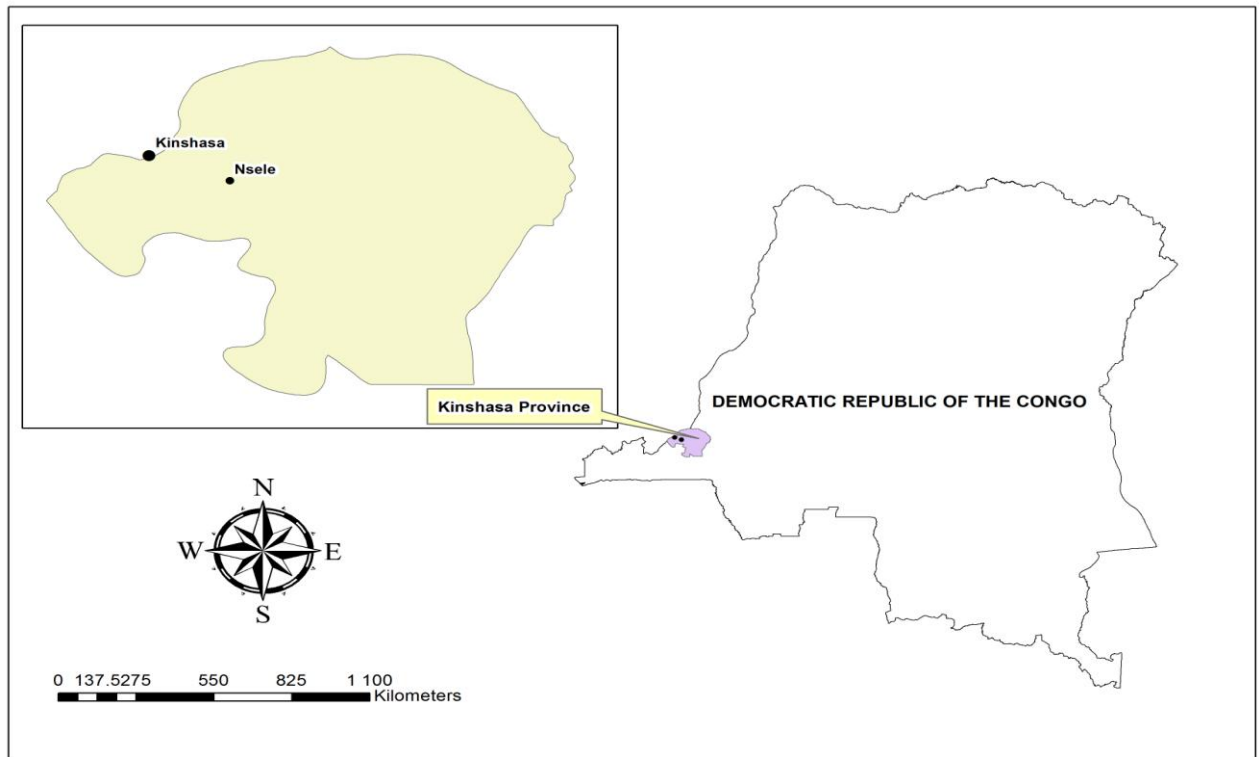 Kinshasa
Nsele
Kinshasa Province
DEMOCRATIC REPUBLIC OF THE CONGO
N
W E
S
0 137.5275 550 825 1 100
Kilometers